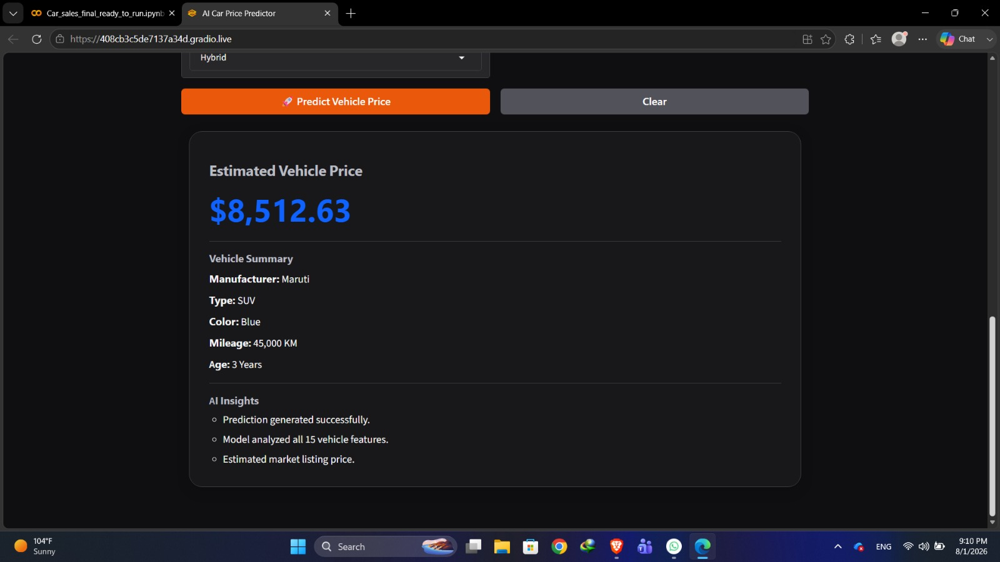 Car_sales_final_ready_to_run.ipynb
AI Car Price Predictor
https://408cb3c5de7137a34d.gradio.live
Chat
Hybrid
🚀 Predict Vehicle Price
Clear
Estimated Vehicle Price
$8,512.63
Vehicle Summary
Manufacturer: Maruti
Type: SUV
Color: Blue
Mileage: 45,000 KM
Age: 3 Years
AI Insights
Prediction generated successfully.
Model analyzed all 15 vehicle features.
Estimated market listing price.
104°F
Sunny
Search
ENG
9:10 PM
8/1/2026